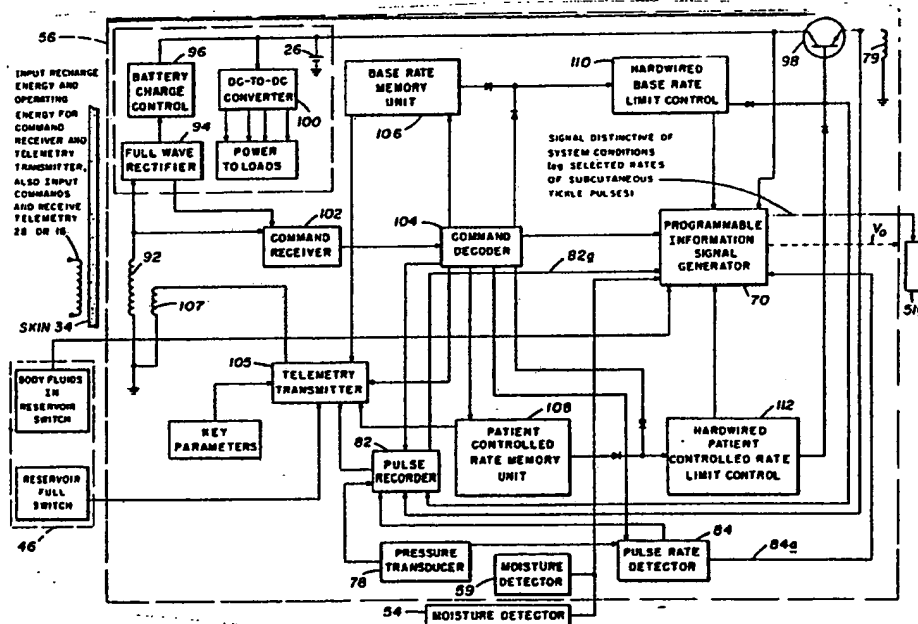 56
96
BATTERY
CHARGE
CONTROL
26
DC-TO-DC
CONVERTER
100
94
FULL WAVE
RECTIFIER
POWER
TO LOADS
INPUT RECHARGE
ENERGY AND
OPERATING
ENERGY FOR
COMMAND
RECEIVER AND
TELEMETRY
TRANSMITTER,
ALSO INPUT
COMMANDS
AND RECEIVE
TELEMETRY
28 OR 16
SKIN 34
BASE RATE
MEMORY
UNIT
106
110
HARDWIRED
BASE RATE
LIMIT CONTROL
98
79
SIGNAL DISTINCTIVE OF
SYSTEM CONDITIONS
(eg SELECTED RATES
OF SUBCUTANEOUS
TICKLE PULSES)
102
COMMAND
RECEIVER
104
COMMAND
DECODER
82g
PROGRAMMABLE
INFORMATION
SIGNAL
GENERATOR
70
Vo
92
107
105
TELEMETRY
TRANSMITTER
BODY FLUIDS
IN
RESERVOIR
SWITCH
RESERVOIR
FULL SWITCH
46
KEY
PARAMETERS
82
PULSE
RECORDER
108
PATIENT
CONTROLLED
RATE MEMORY
UNIT
112
HARDWIRED
PATIENT
CONTROLLED RATE
LIMIT CONTROL
PRESSURE
TRANSDUCER
78
MOISTURE
DETECTOR
59
84
PULSE RATE
DETECTOR
84a
54
MOISTURE DETECTOR